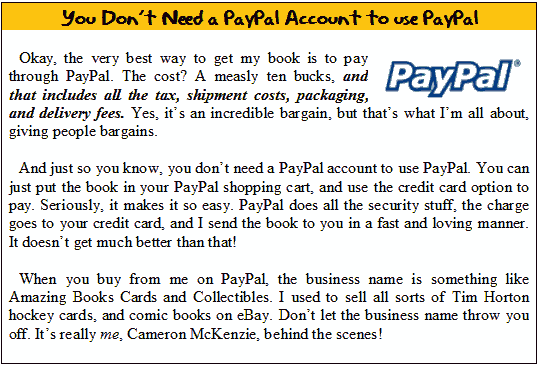 You Don't Need a PayPal Account to use PayPal
Okay, the very best way to get my book is to pay
through PayPal. The cost? A measly ten bucks, and
that includes all the tax, shipment costs, packaging,
and delivery fees. Yes, it's an incredible bargain, but that's what I'm all about,
giving people bargains.
PayPal®
And just so you know, you don't need a PayPal account to use PayPal. You can
just put the book in your PayPal shopping cart, and use the credit card option to
pay. Seriously, it makes it so easy. PayPal does all the security stuff, the charge
goes to your credit card, and I send the book to you in a fast and loving manner.
It doesn't get much better than that!
When you buy from me on PayPal, the business name is something like
Amazing Books Cards and Collectibles. I used to sell all sorts of Tim Horton
hockey cards, and comic books on eBay. Don't let the business name throw you
off. It's really me, Cameron McKenzie, behind the scenes!